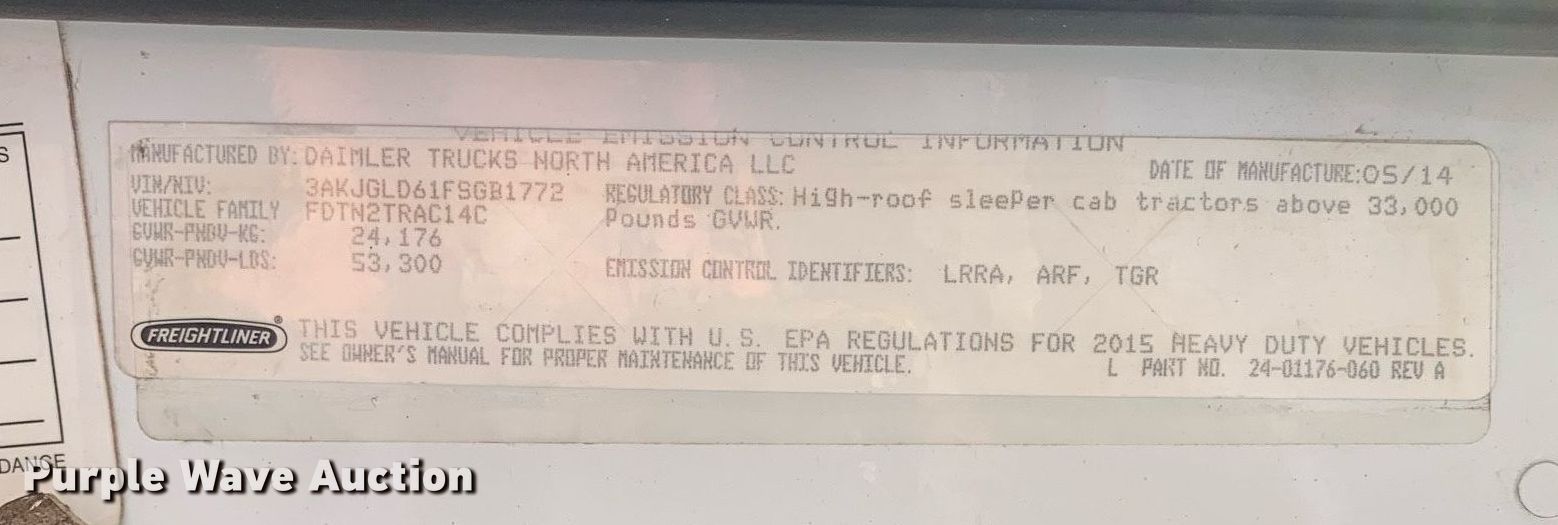 VEHICLE EMISSION CONTROL INFORMATION
MANUFACTURED BY: DAIMLER TRUCKS NORTH AMERICA LLC
DATE OF MANUFACTURE: 05/14
VIN/NIV: 3AKJGLD61FSGB1772
VEHICLE FAMILY FDTN2TRAC14C
GVWR-PNBV-KG: 24,176
GVWR-PNBV-LBS: 53,300
REGULATORY CLASS: High-roof sleePer cab tractors above 33,000
Pounds GVWR.
EMISSION CONTROL IDENTIFIERS: LRRA, ARF, TGR
FREIGHTLINER®
THIS VEHICLE COMPLIES WITH U.S. EPA REGULATIONS FOR 2015 HEAVY DUTY VEHICLES.
SEE OWNER'S MANUAL FOR PROPER MAINTENANCE OF THIS VEHICLE.
L PART NO. 24-01176-060 REV A
S
DANSE
Purple Wave Auction